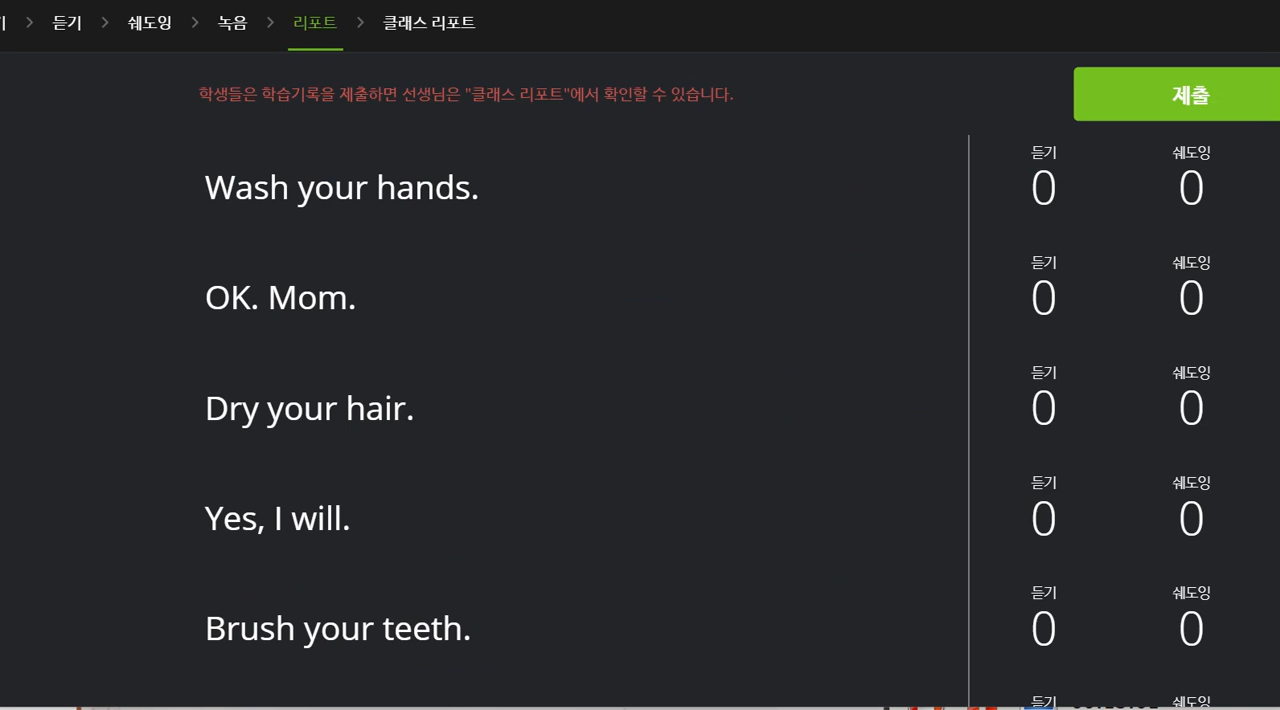 듣기 쉐도잉 녹음 리포트 클래스 리포트
학생들은 학습기록을 제출하면 선생님은 "클래스 리포트"에서 확인할 수 있습니다.
제출
듣기 쉐도잉
Wash your hands. 0 0
듣기 쉐도잉
OK. Mom. 0 0
듣기 쉐도잉
Dry your hair. 0 0
듣기 쉐도잉
Yes, I will. 0 0
듣기 쉐도잉
Brush your teeth. 0 0
듣기 쉐도잉